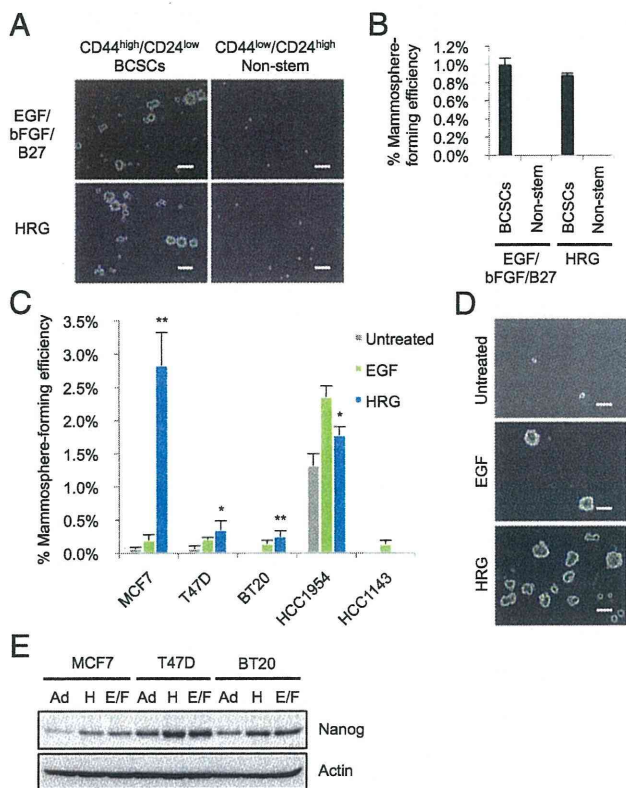 A
CD44high/CD24low
BCSCs
CD44low/CD24high
Non-stem
EGF/
bFGF/
B27
HRG
B
% Mammosphere-
forming efficiency
1.2%
1.0%
0.8%
0.6%
0.4%
0.2%
0.0%
BCSCs
Non-stem
BCSCs
Non-stem
EGF/
bFGF/B27
HRG
C
% Mammosphere-forming efficiency
3.5%
3.0%
2.5%
2.0%
1.5%
1.0%
0.5%
0.0%
**
*
**
*
Untreated
EGF
HRG
MCF7
T47D
BT20
HCC1954
HCC1143
D
Untreated
EGF
HRG
E
MCF7 T47D BT20
Ad H E/F Ad H E/F Ad H E/F
Nanog
Actin